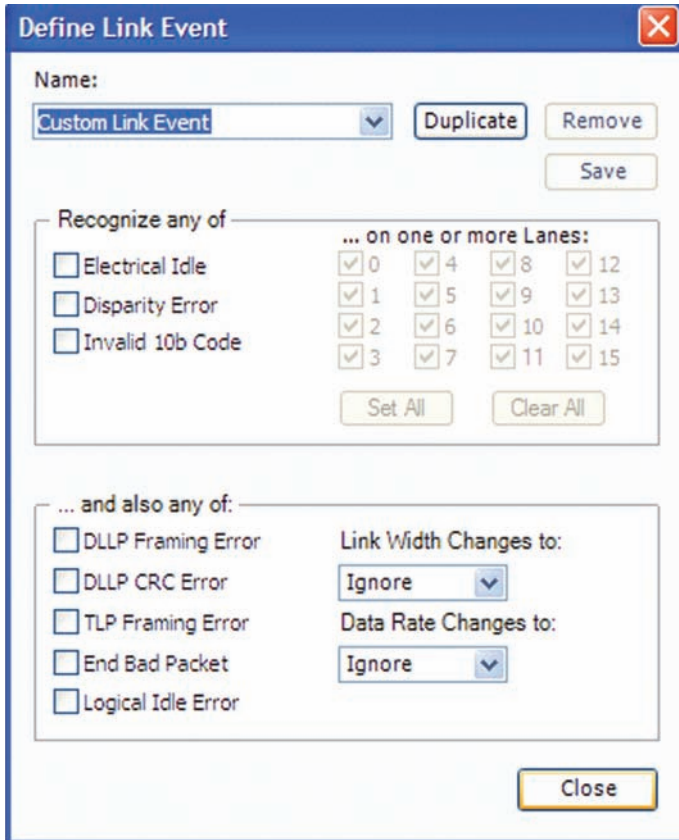 Define Link Event
Name:
Custom Link Event
Duplicate
Remove
Save
Recognize any of
Electrical Idle
Disparity Error
Invalid 10b Code
... on one or more Lanes:
0 4 8 12
1 5 9 13
2 6 10 14
3 7 11 15
Set All
Clear All
... and also any of:
DLLP Framing Error
DLLP CRC Error
TLP Framing Error
End Bad Packet
Logical Idle Error
Link Width Changes to:
Ignore
Data Rate Changes to:
Ignore
Close